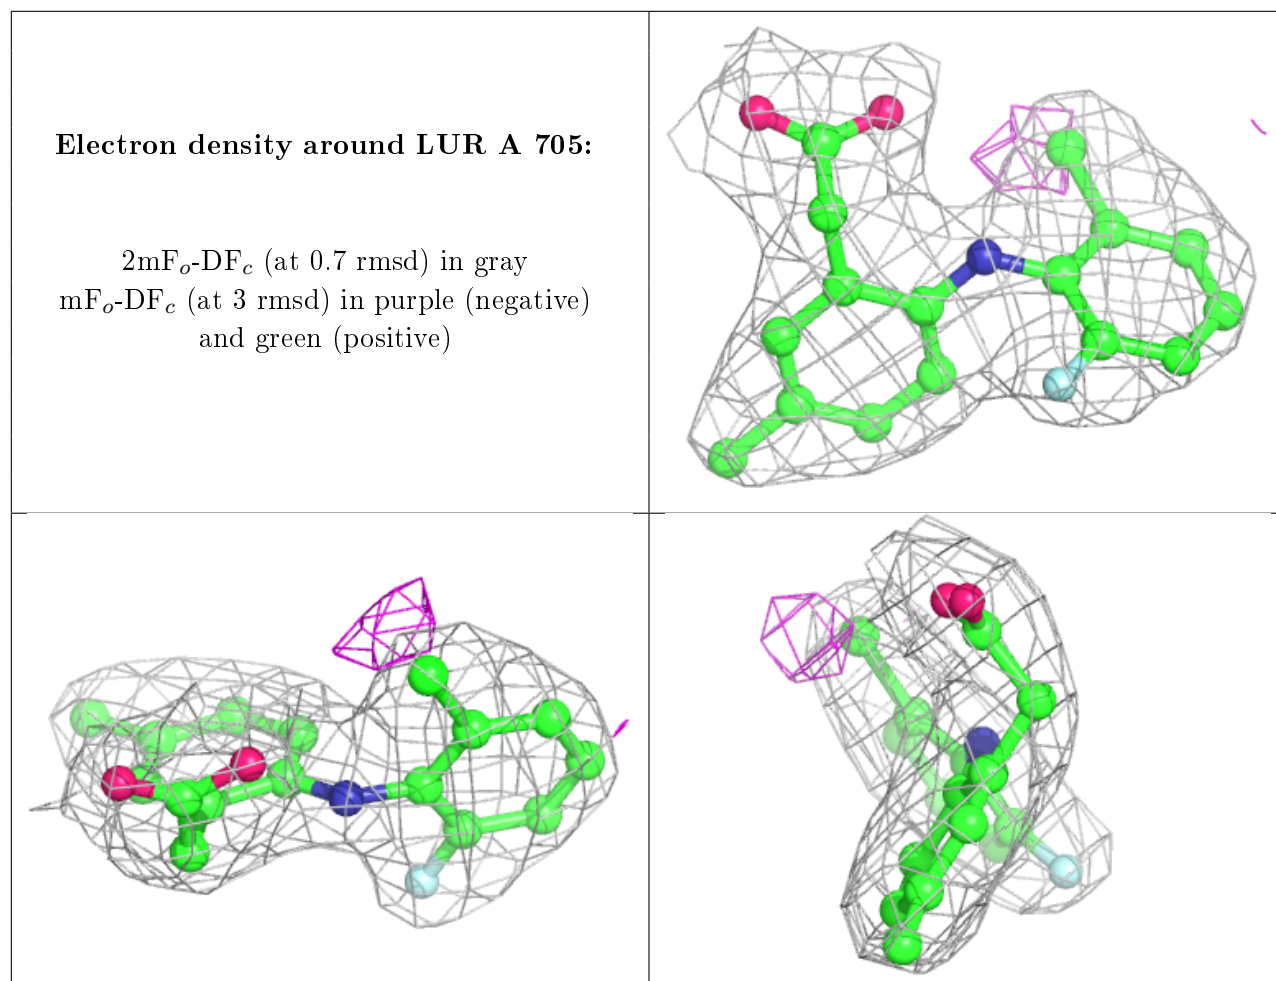 Electron density around LUR A 705:
2mFo-DFc (at 0.7 rmsd) in gray
mFo-DFc (at 3 rmsd) in purple (negative)
and green (positive)